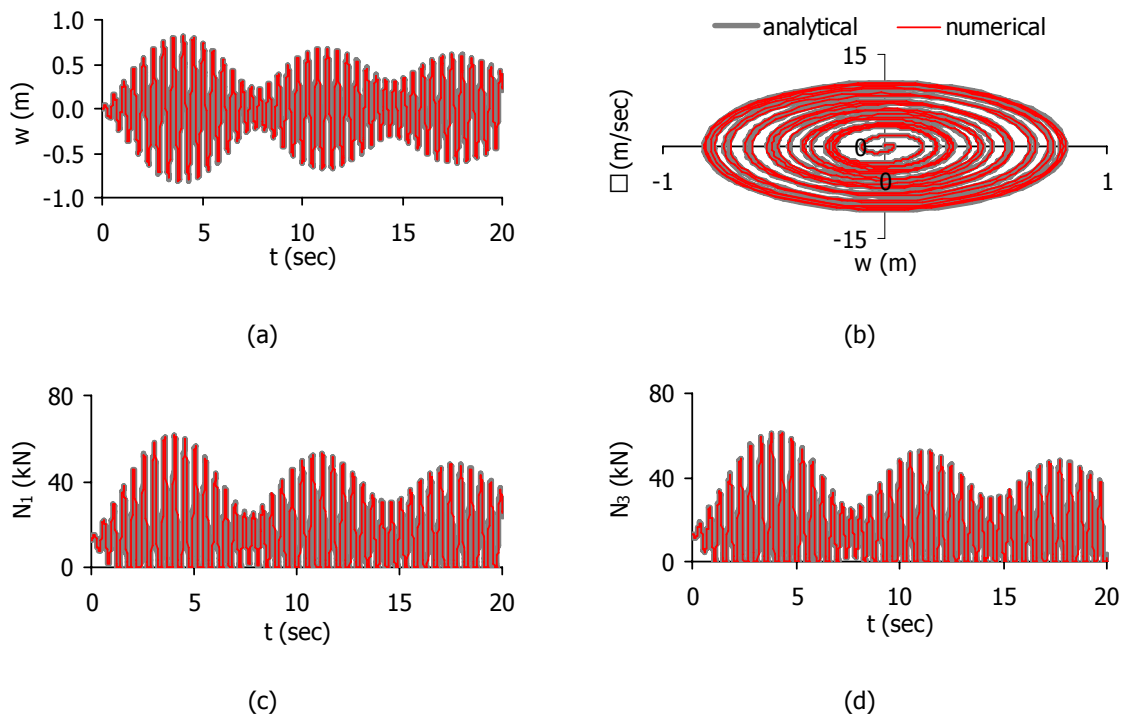 1.0
0.5
0.0
-0.5
-1.0
w (m)
0 5 10 15 20
t (sec)
(a)
analytical numerical
15
0
-15
□ (m/sec)
-1 0 1
w (m)
(b)
80
40
0
N₁ (kN)
0 5 10 15 20
t (sec)
(c)
80
40
0
N₃ (kN)
0 5 10 15 20
t (sec)
(d)